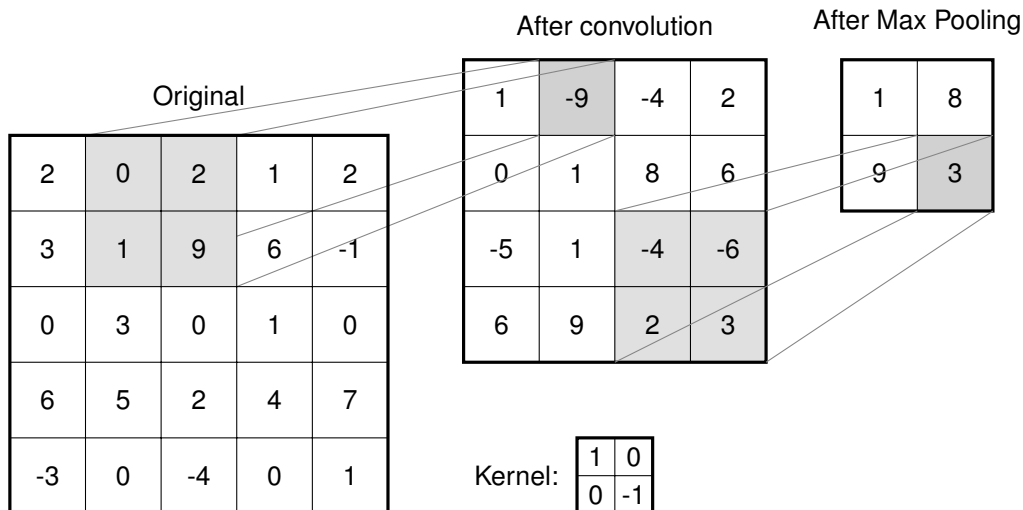 After convolution
After Max Pooling
Original
1 -9 -4 2
0 1 8 6
-5 1 -4 -6
6 9 2 3
1 8
9 3
2 0 2 1 2
3 1 9 6 -1
0 3 0 1 0
6 5 2 4 7
-3 0 -4 0 1
Kernel:
1 0
0 -1